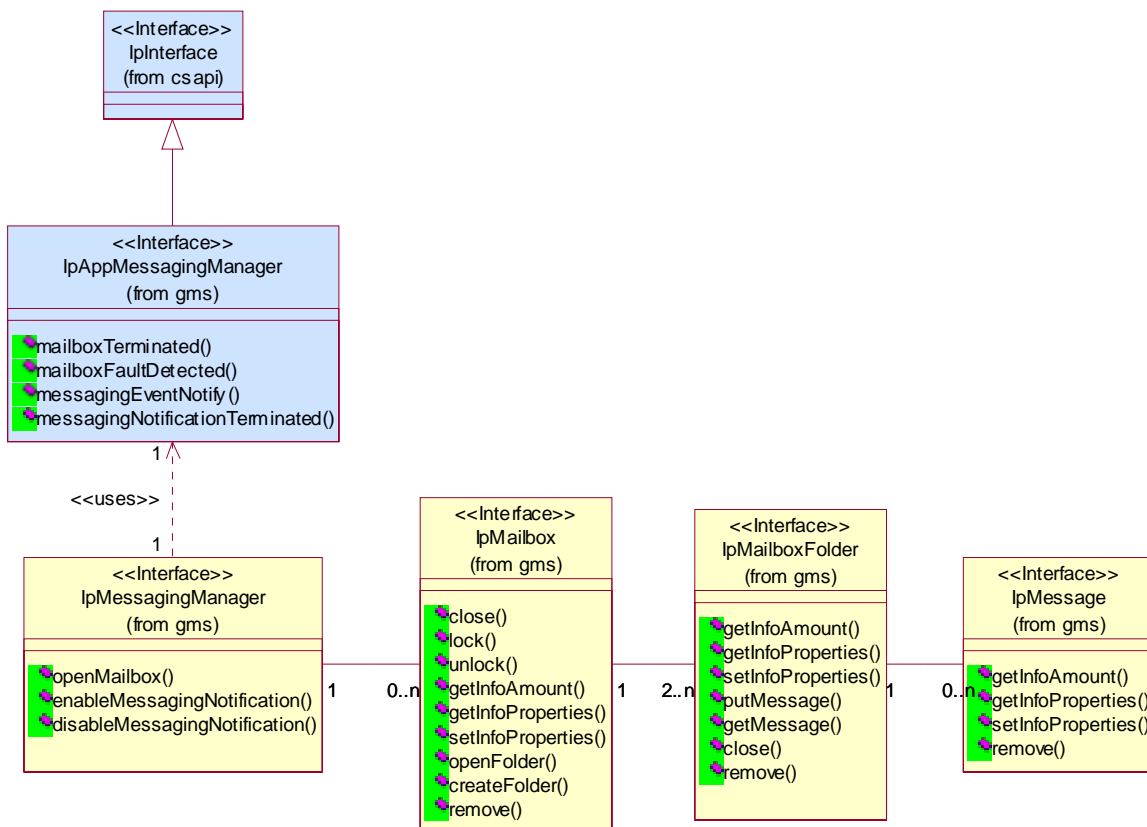 <<Interface>>
IpInterface
(from csapi)
<<Interface>>
IpAppMessagingManager
(from gms)
mailboxTerminated()
mailboxFaultDetected()
messagingEventNotify()
messagingNotificationTerminated()
1
<<uses>>
1
<<Interface>>
IpMessagingManager
(from gms)
openMailbox()
enableMessagingNotification()
disableMessagingNotification()
1
0..n
<<Interface>>
IpMailbox
(from gms)
close()
lock()
unlock()
getInfoAmount()
getInfoProperties()
setInfoProperties()
openFolder()
createFolder()
remove()
1
2..n
<<Interface>>
IpMailboxFolder
(from gms)
getInfoAmount()
getInfoProperties()
setInfoProperties()
putMessage()
getMessage()
close()
remove()
1
0..n
<<Interface>>
IpMessage
(from gms)
getInfoAmount()
getInfoProperties()
setInfoProperties()
remove()